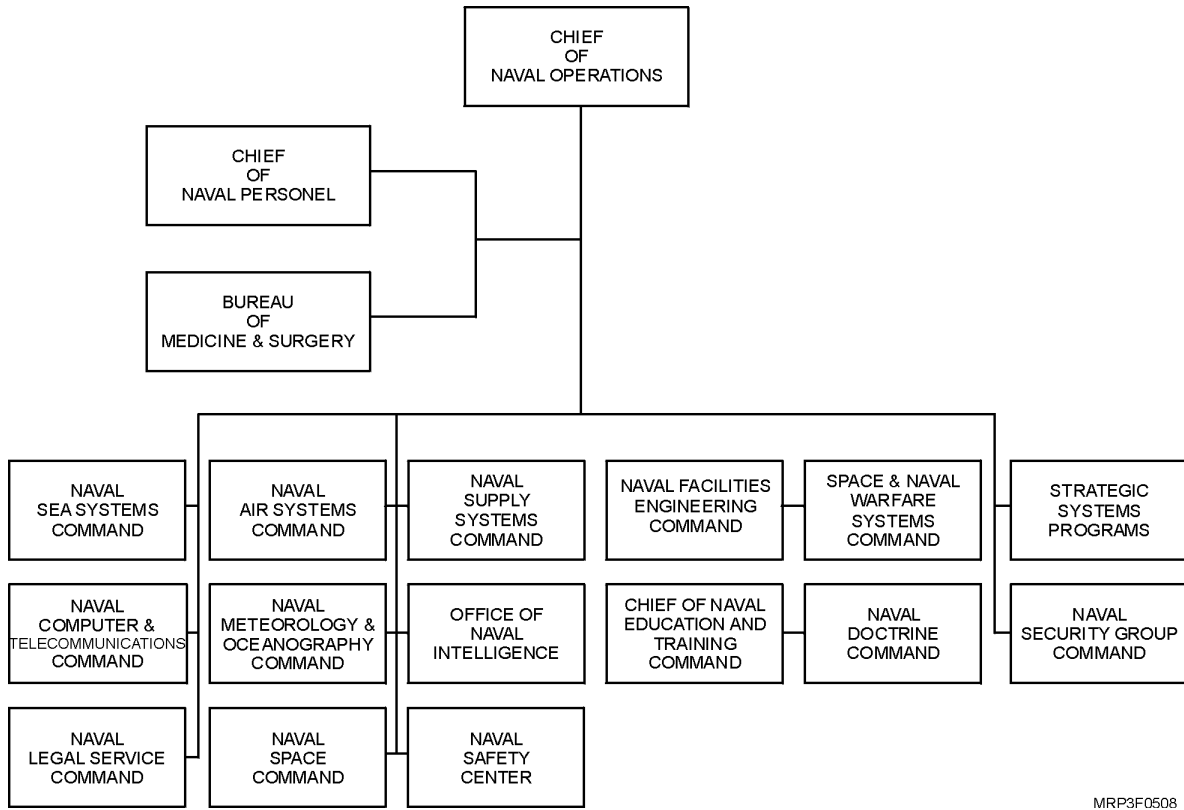 CHIEF
OF
NAVAL OPERATIONS
CHIEF
OF
NAVAL PERSONEL
BUREAU
OF
MEDICINE & SURGERY
NAVAL
SEA SYSTEMS
COMMAND
NAVAL
AIR SYSTEMS
COMMAND
NAVAL
SUPPLY
SYSTEMS
COMMAND
NAVAL FACILITIES
ENGINEERING
COMMAND
SPACE & NAVAL
WARFARE
SYSTEMS
COMMAND
STRATEGIC
SYSTEMS
PROGRAMS
NAVAL
COMPUTER &
TELECOMMUNICATIONS
COMMAND
NAVAL
METEOROLOGY &
OCEANOGRAPHY
COMMAND
OFFICE OF
NAVAL
INTELLIGENCE
CHIEF OF NAVAL
EDUCATION AND
TRAINING
COMMAND
NAVAL
DOCTRINE
COMMAND
NAVAL
SECURITY GROUP
COMMAND
NAVAL
LEGAL SERVICE
COMMAND
NAVAL
SPACE
COMMAND
NAVAL
SAFETY
CENTER
MRP3F0508